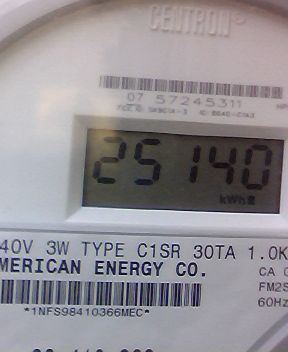 CENTRON®
07 57245311
25140
kWh
40V 3W TYPE C1SR 30TA 1.0K
MERICAN ENERGY CO.
CA
FM2S
60Hz
*1NFS98410366MEC*